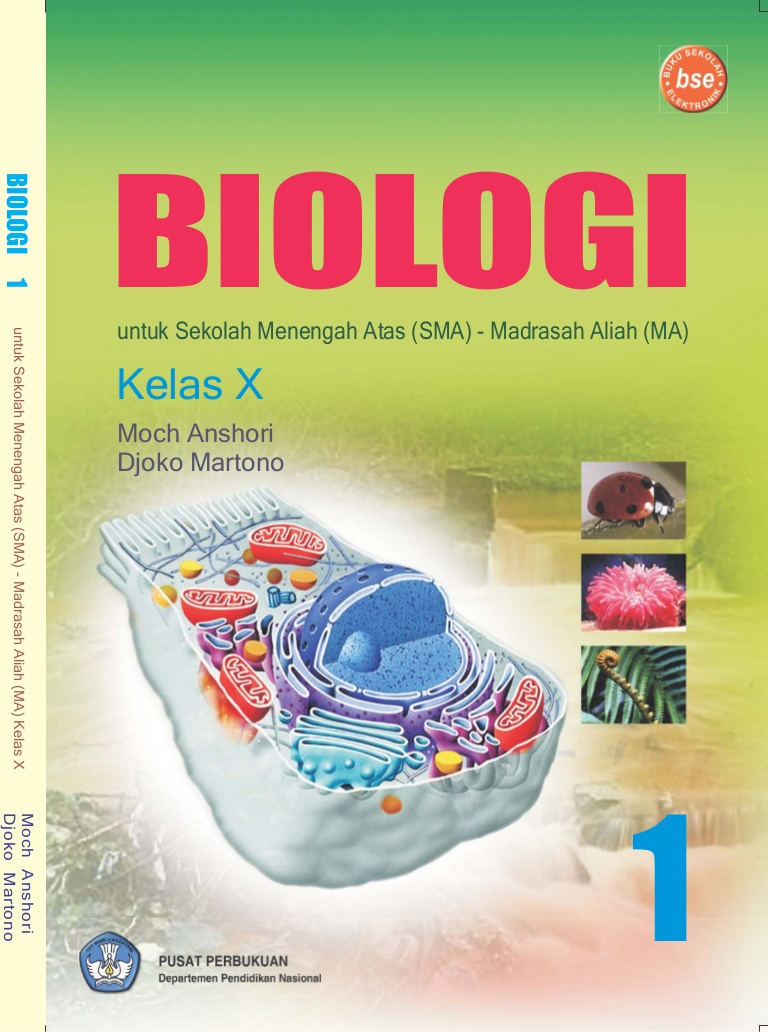 BUKU SEKOLAH
bse
ELEKTRONIK
BIOLOGI
untuk Sekolah Menengah Atas (SMA) - Madrasah Aliah (MA)
Kelas X
Moch Anshori
Djoko Martono
1
PUSAT PERBUKUAN
Departemen Pendidikan Nasional
BIOLOGI 1
untuk Sekolah Menengah Atas (SMA) - Madrasah Aliah (MA) Kelas X
Moch Anshori
Djoko Martono